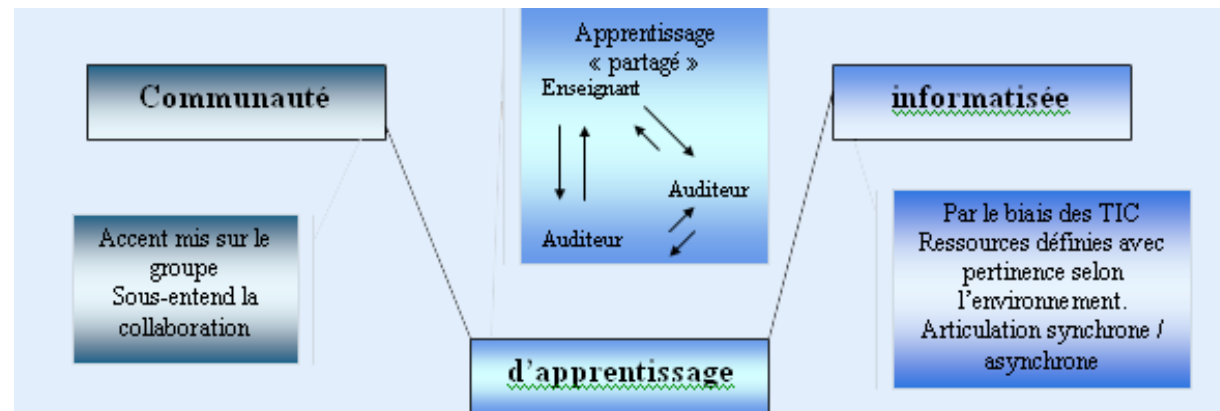 Communauté
Accent mis sur le
groupe
Sous-entend la
collaboration
Apprentissage
« partagé »
Enseignant
Auditeur
Auditeur
d’apprentissage
informatisée
Par le biais des TIC
Ressources définies avec
pertinence selon
l’environnement.
Articulation synchrone /
asynchrone